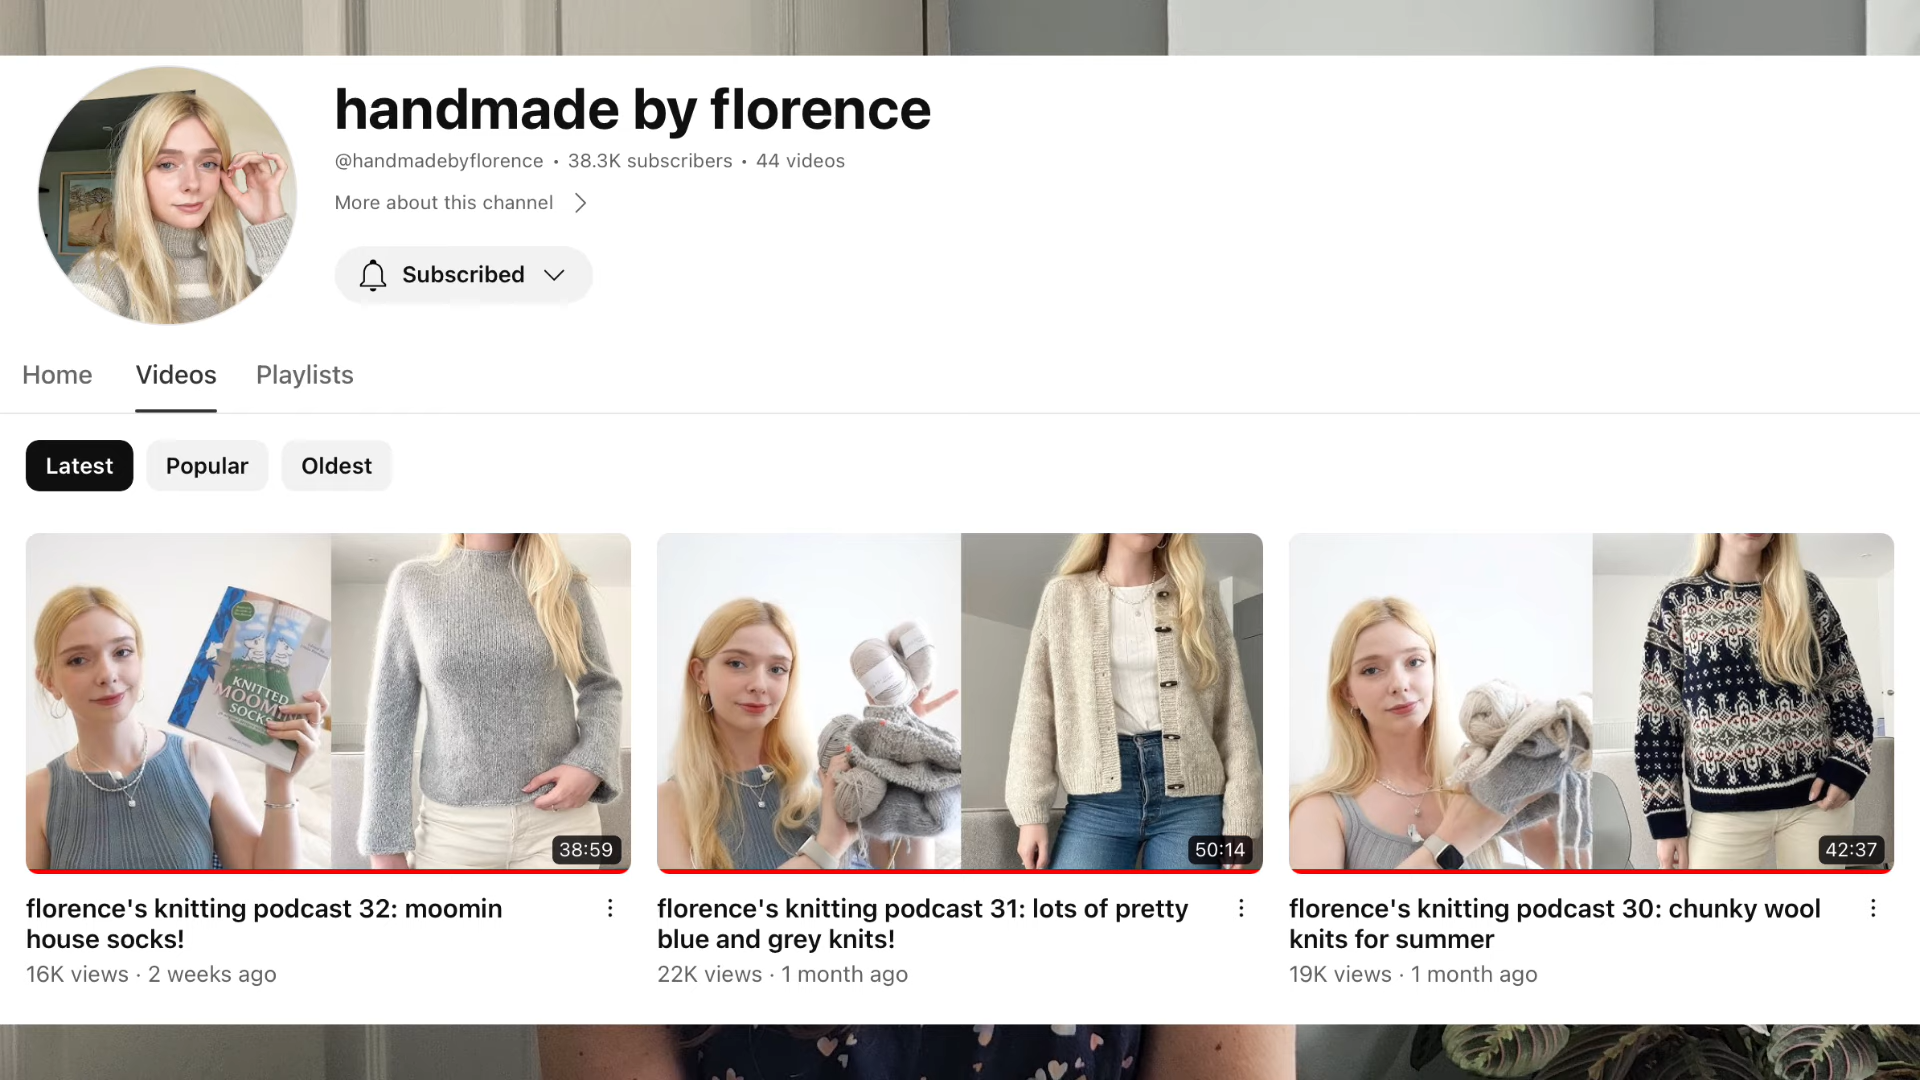 handmade by florence
@handmadebyflorence • 38.3K subscribers • 44 videos
More about this channel
Subscribed
Home Videos Playlists
Latest Popular Oldest
KNITTED
MOOMIN
SOCKS
38:59
50:14
42:37
florence's knitting podcast 32: moomin
house socks!
16K views · 2 weeks ago
florence's knitting podcast 31: lots of pretty
blue and grey knits!
22K views · 1 month ago
florence's knitting podcast 30: chunky wool
knits for summer
19K views · 1 month ago